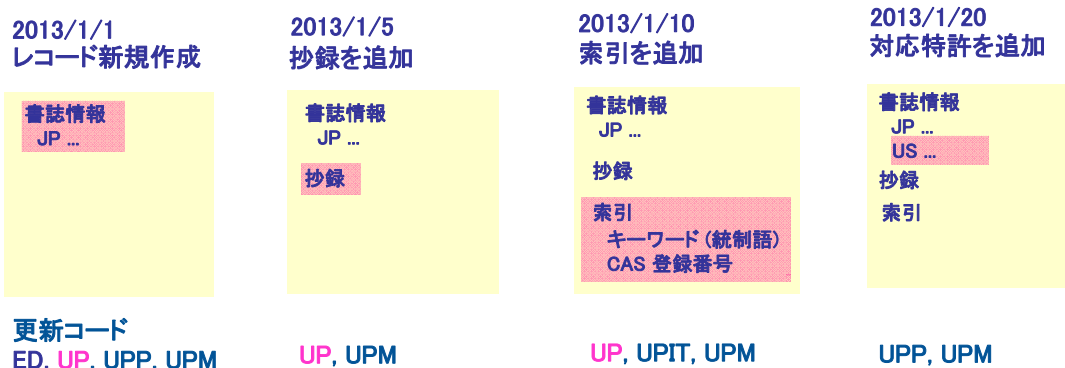 2013/1/1
レコード新規作成
書誌情報
JP ...
更新コード
ED, UP, UPP, UPM
2013/1/5
抄録を追加
書誌情報
JP ...
抄録
UP, UPM
2013/1/10
索引を追加
書誌情報
JP ...
抄録
索引
キーワード (統制語)
CAS 登録番号
UP, UPIT, UPM
2013/1/20
対応特許を追加
書誌情報
JP ...
US ...
抄録
索引
UPP, UPM